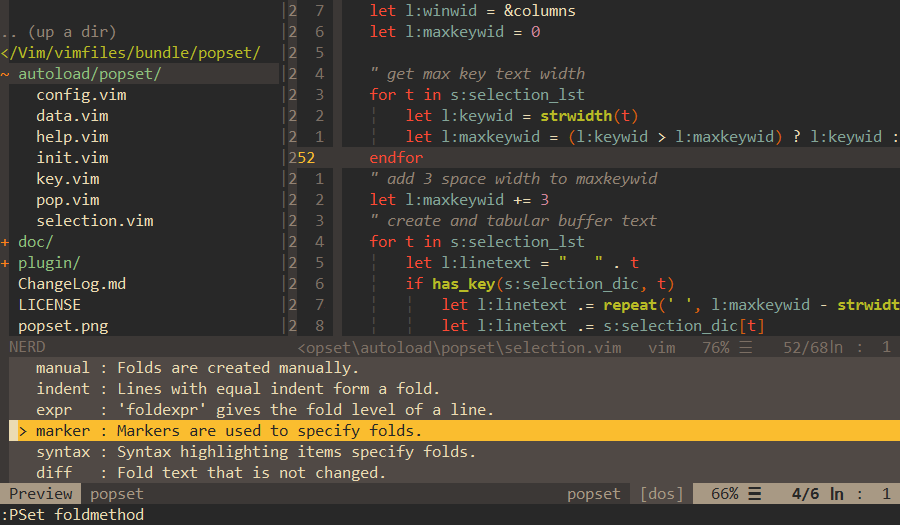 .. (up a dir)
</Vim/vimfiles/bundle/popset/
~ autoload/popset/
config.vim
data.vim
help.vim
init.vim
key.vim
pop.vim
selection.vim
+ doc/
+ plugin/
ChangeLog.md
LICENSE
popset.png
NERD
2 7 let l:winwid = &columns
2 6 let l:maxkeywid = 0
2 5
2 4 " get max key text width
2 3 for t in s:selection_lst
2 2 ¦ let l:keywid = strwidth(t)
2 1 ¦ let l:maxkeywid = (l:keywid > l:maxkeywid) ? l:keywid :
252 endfor
2 1 " add 3 space width to maxkeywid
2 2 let l:maxkeywid += 3
2 3 " create and tabular buffer text
2 4 for t in s:selection_lst
2 5 ¦ let l:linetext = "   " . t
2 6 ¦ if has_key(s:selection_dic, t)
2 7 ¦ ¦ let l:linetext .= repeat(' ', l:maxkeywid - strwidt
2 8 ¦ ¦ let l:linetext .= s:selection_dic[t]
<opset\autoload\popset\selection.vim vim 76% ☰ 52/68㏑ : 1
manual : Folds are created manually.
indent : Lines with equal indent form a fold.
expr   : 'foldexpr' gives the fold level of a line.
> marker : Markers are used to specify folds.
syntax : Syntax highlighting items specify folds.
diff   : Fold text that is not changed.
Preview popset popset [dos] 66% ☰ 4/6 ㏑ : 1
:PSet foldmethod